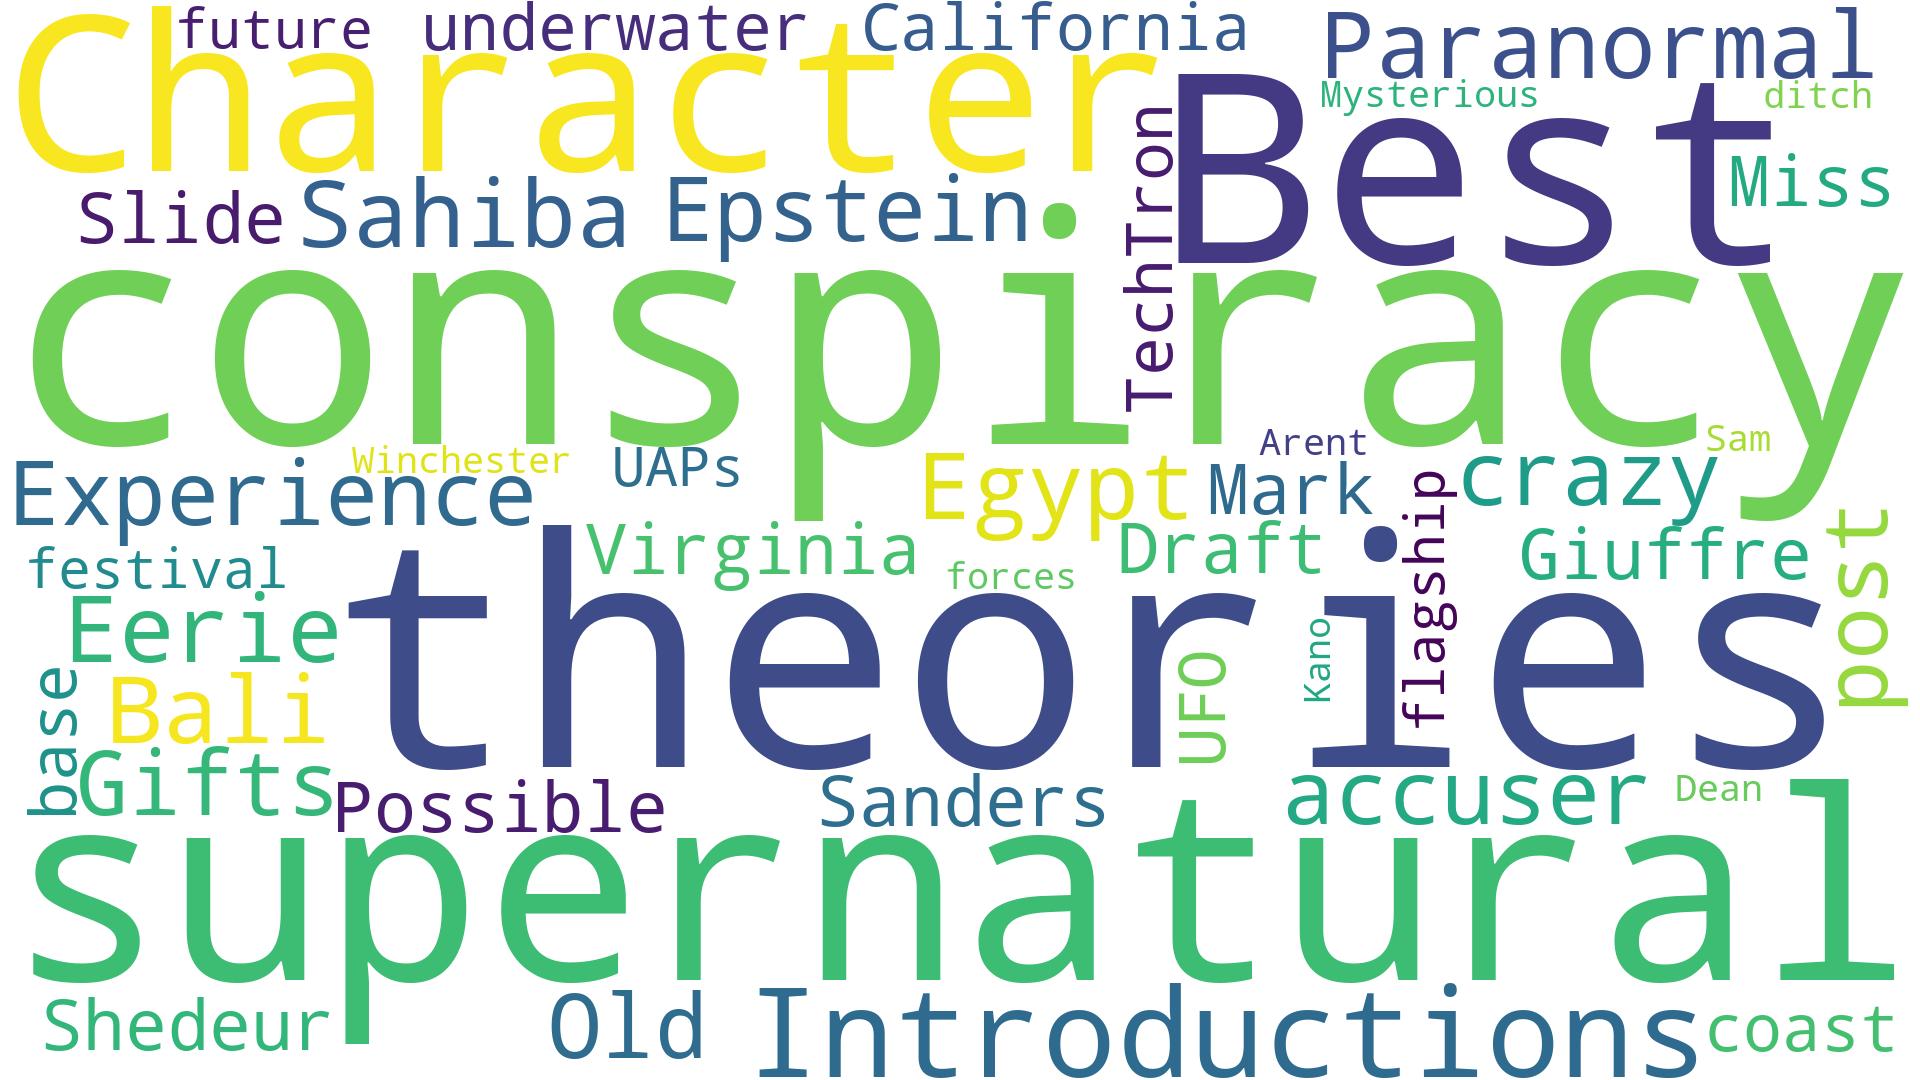 future underwater California Paranormal
Character Best
Mysterious ditch
TechTron
Miss
Slide Sahiba Epstein
conspiracy
Arent Sam
Winchester UAPs
Experience Egypt Mark crazy
flagship
festival Virginia forces Draft Giuffre
post
Eerie theories
UFO Kano
base
Bali
Gifts Possible Sanders accuser Dean
supernatural
Shedeur Old Introductions coast